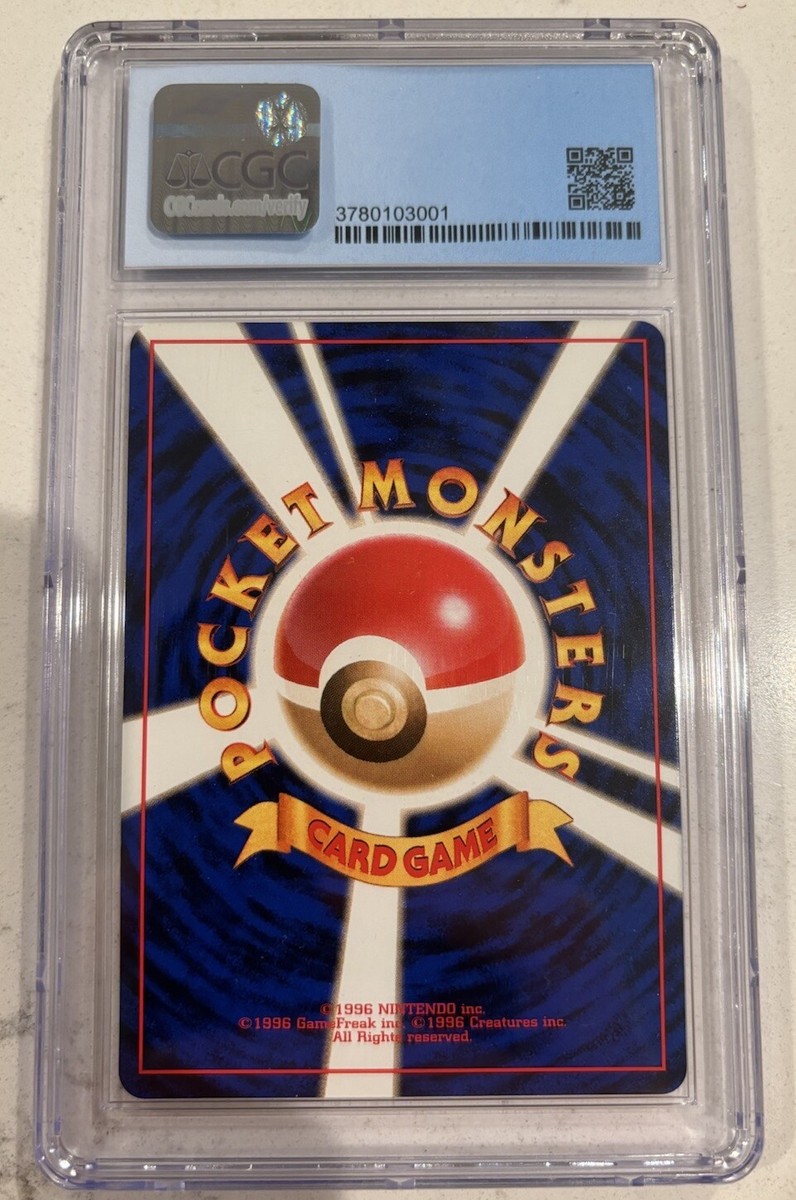 CGC
CGCcards.com/verify
3780103001
POCKET MONSTERS
CARD GAME
©1996 NINTENDO inc.
©1996 GameFreak inc. ©1996 Creatures inc.
All Rights reserved.